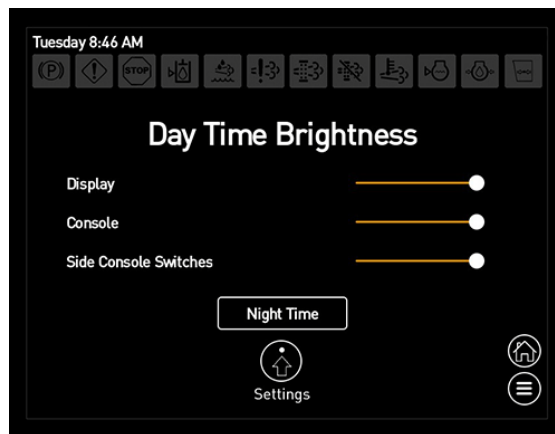 Tuesday 8:46 AM
(P) STOP
Day Time Brightness
Display
Console
Side Console Switches
Night Time
Settings